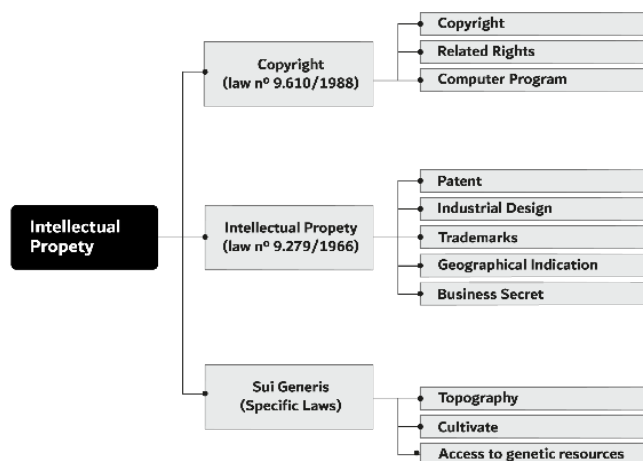 Intellectual
Propety
Copyright
(law nº 9.610/1988)
Copyright
Related Rights
Computer Program
Intellectual Propety
(law nº 9.279/1966)
Patent
Industrial Design
Trademarks
Geographical Indication
Business Secret
Sui Generis
(Specific Laws)
Topography
Cultivate
Access to genetic resources